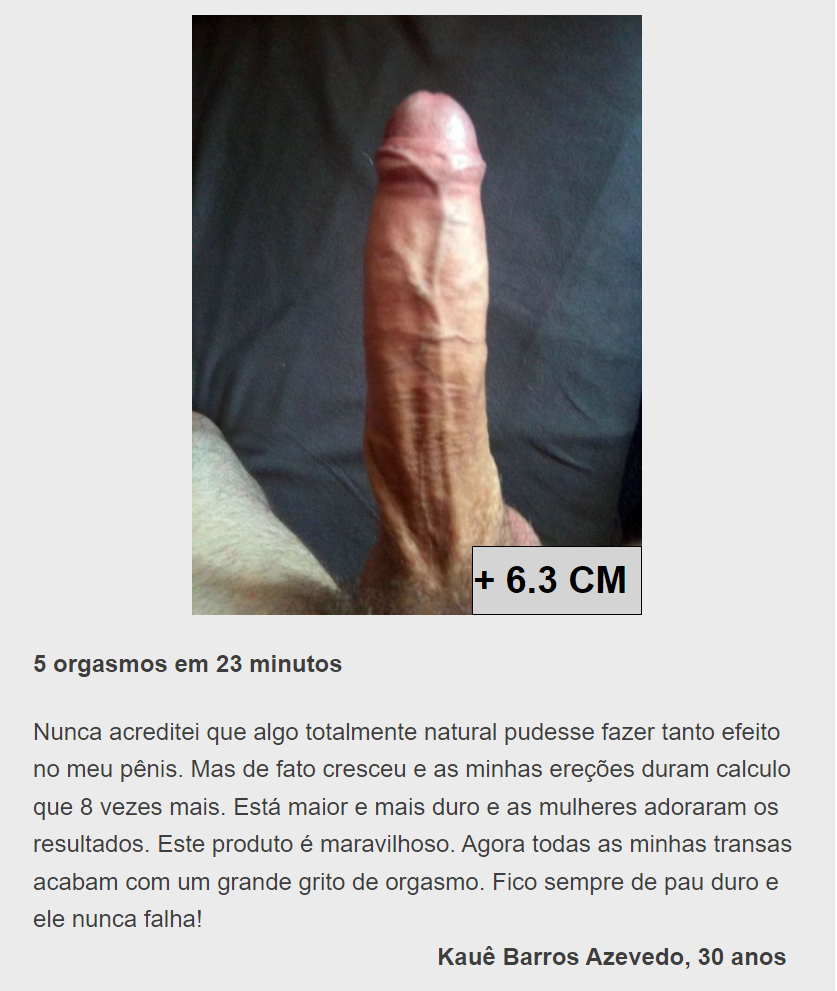 + 6.3 CM
5 orgasmos em 23 minutos
Nunca acreditei que algo totalmente natural pudesse fazer tanto efeito
no meu pênis. Mas de fato cresceu e as minhas ereções duram calculo
que 8 vezes mais. Está maior e mais duro e as mulheres adoraram os
resultados. Este produto é maravilhoso. Agora todas as minhas transas
acabam com um grande grito de orgasmo. Fico sempre de pau duro e
ele nunca falha!
Kauê Barros Azevedo, 30 anos